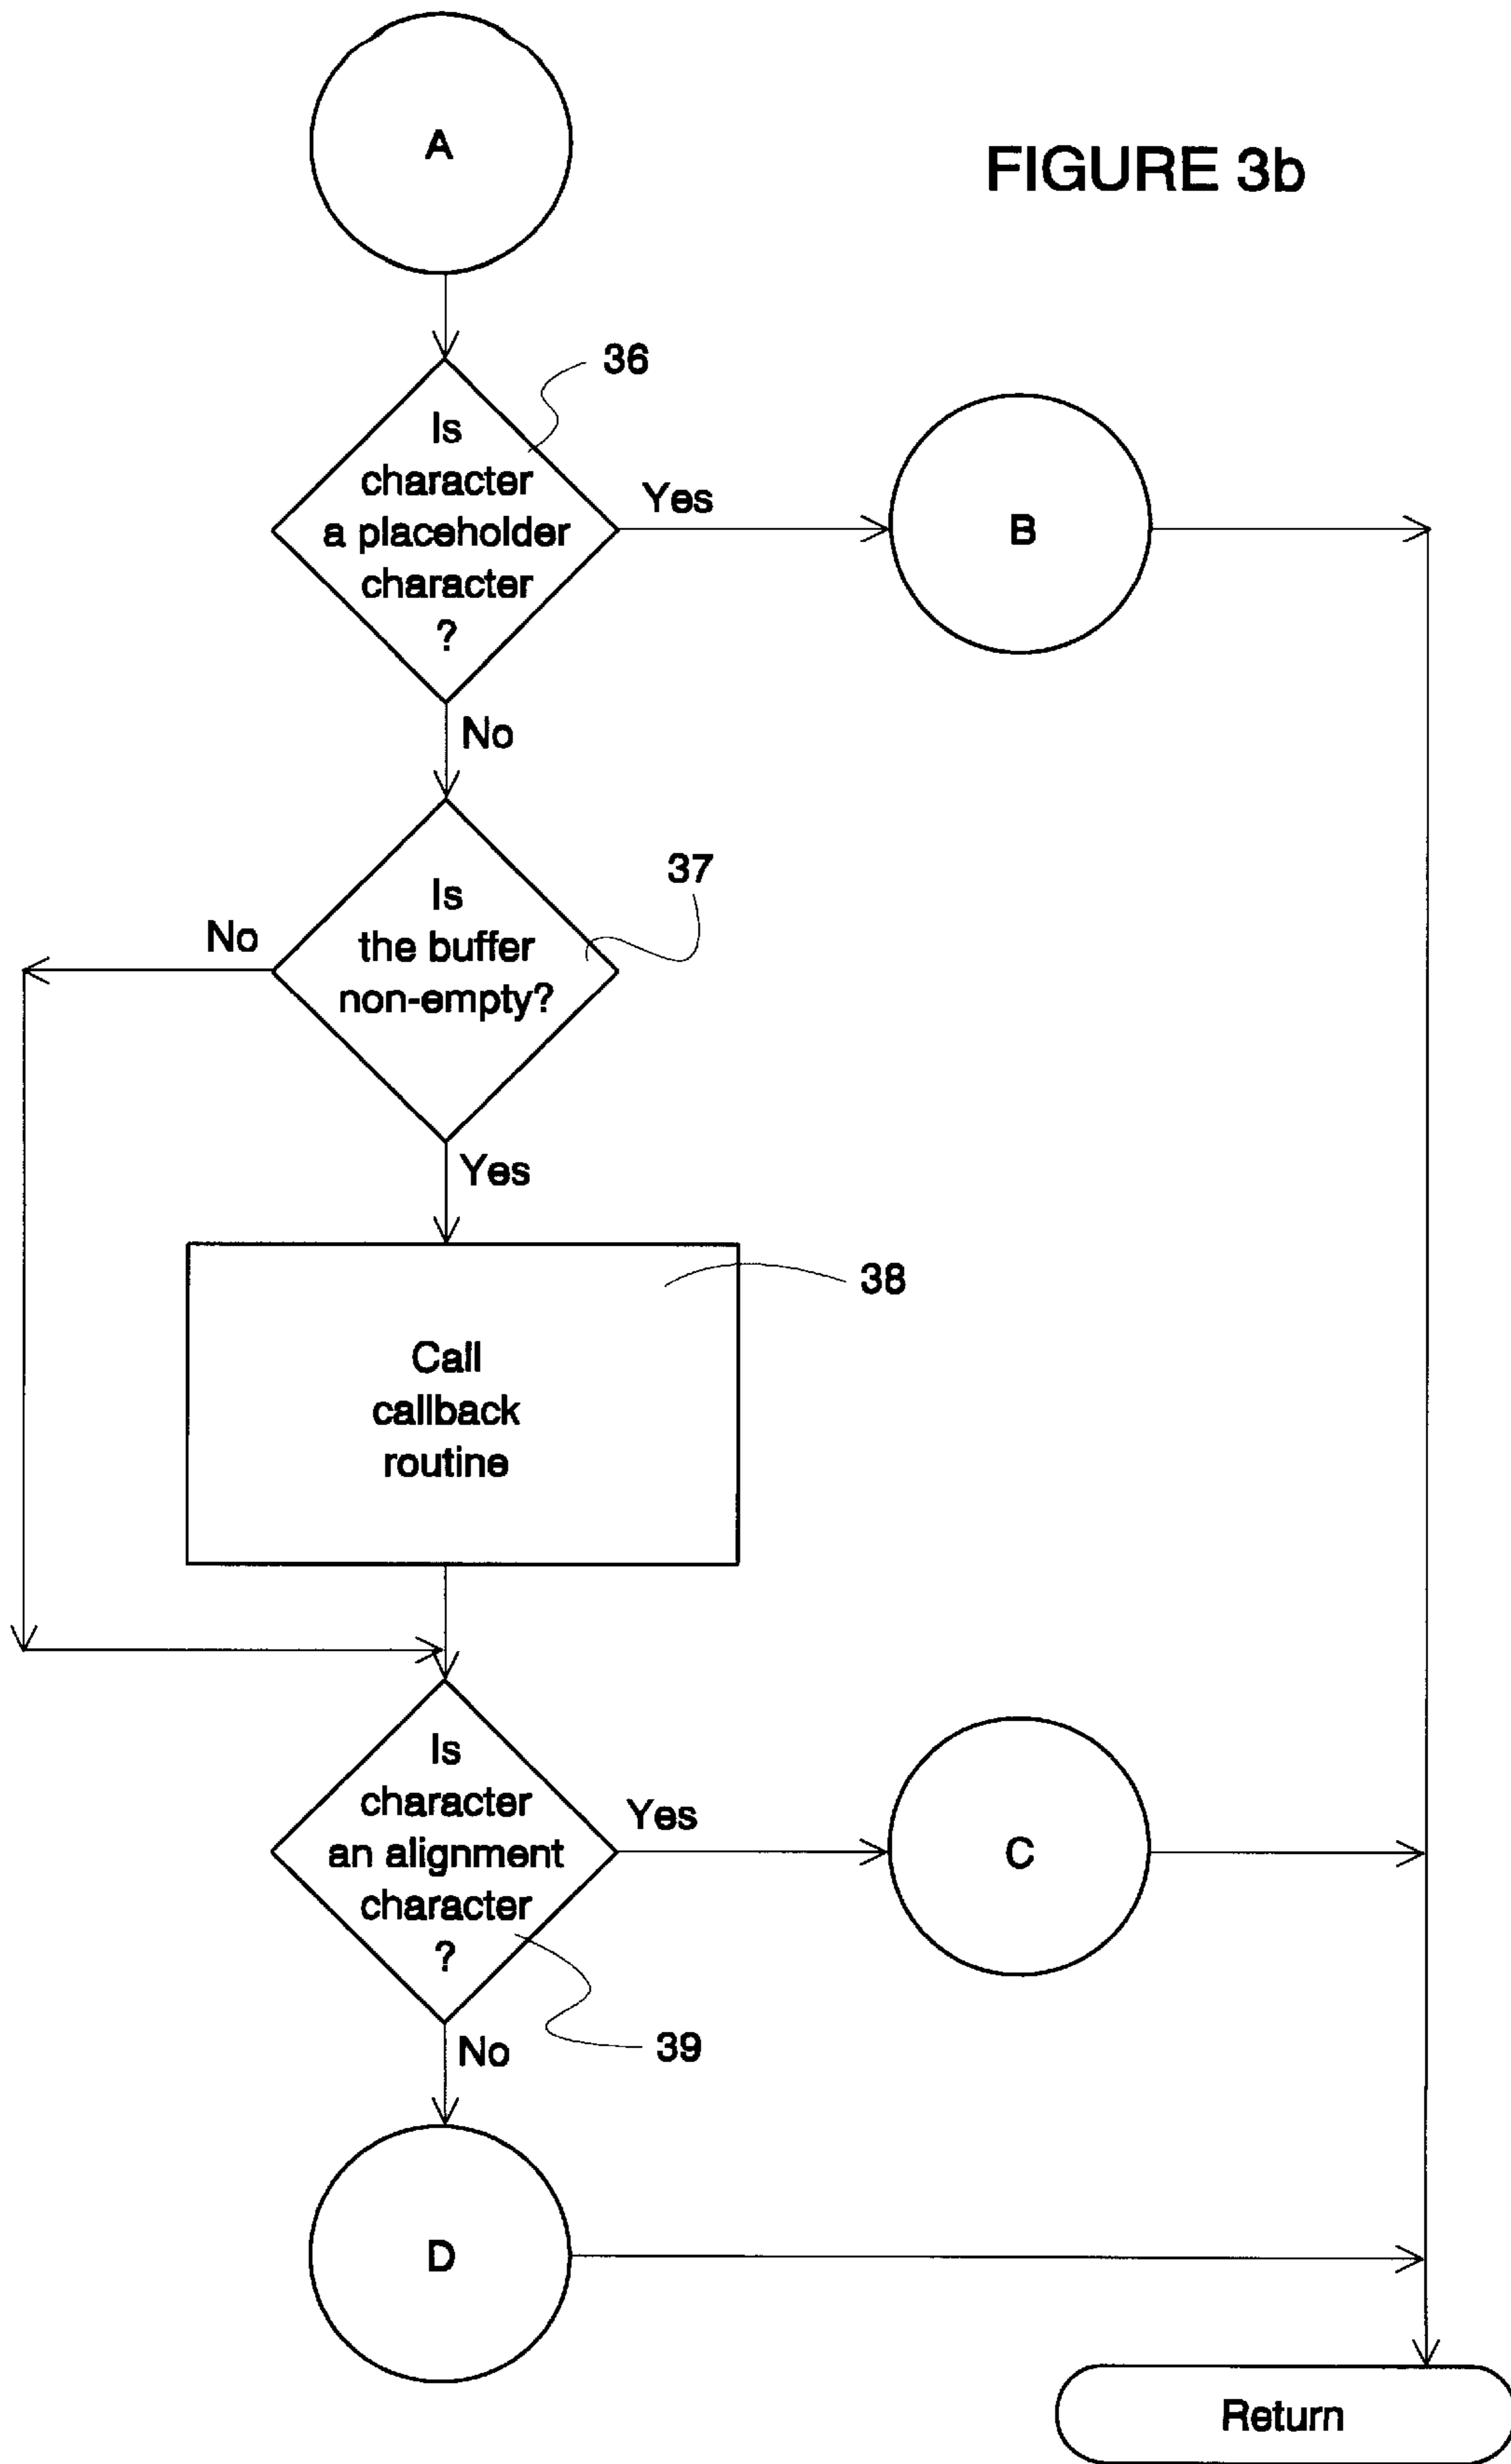 A
FIGURE 3b
36
Is
character
a placeholder
character
?
Yes
B
No
37
Is
the buffer
non-empty?
No
Yes
38
Call
callback
routine
Is
character
an alignment
character
?
Yes
C
39
No
D
Return